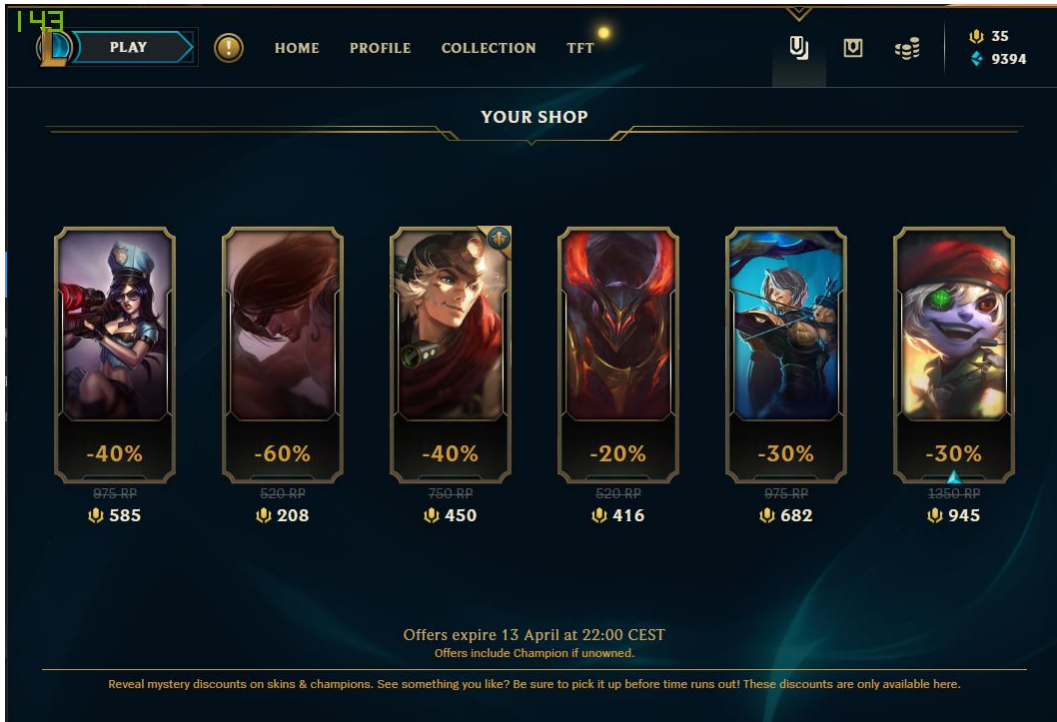 143
PLAY
HOME
PROFILE
COLLECTION
TFT
35
9394
YOUR SHOP
-40%
-60%
-40%
-20%
-30%
-30%
975 RP
520 RP
750 RP
520 RP
975 RP
1350 RP
585
208
450
416
682
945
Offers expire 13 April at 22:00 CEST
Offers include Champion if unowned.
Reveal mystery discounts on skins & champions. See something you like? Be sure to pick it up before time runs out! These discounts are only available here.